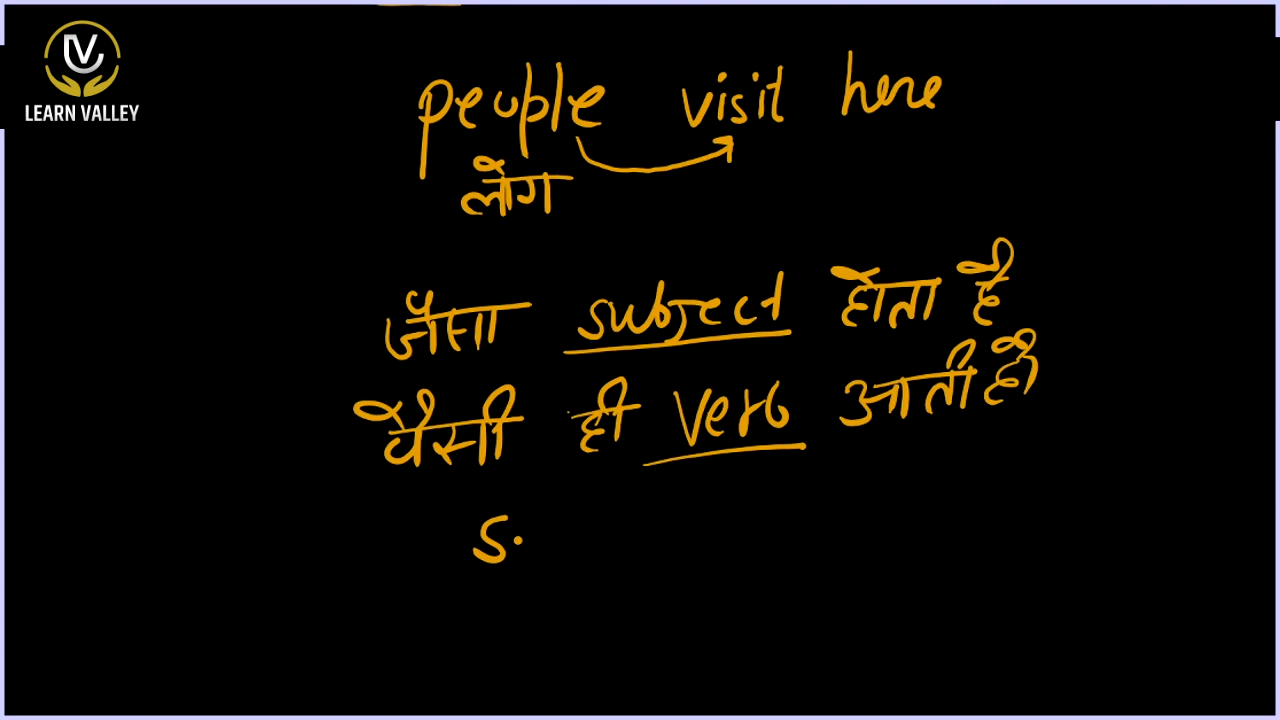 LEARN VALLEY
people visit here
लोग
जैसा subject होता है
वैसी ही verb आती है
S.